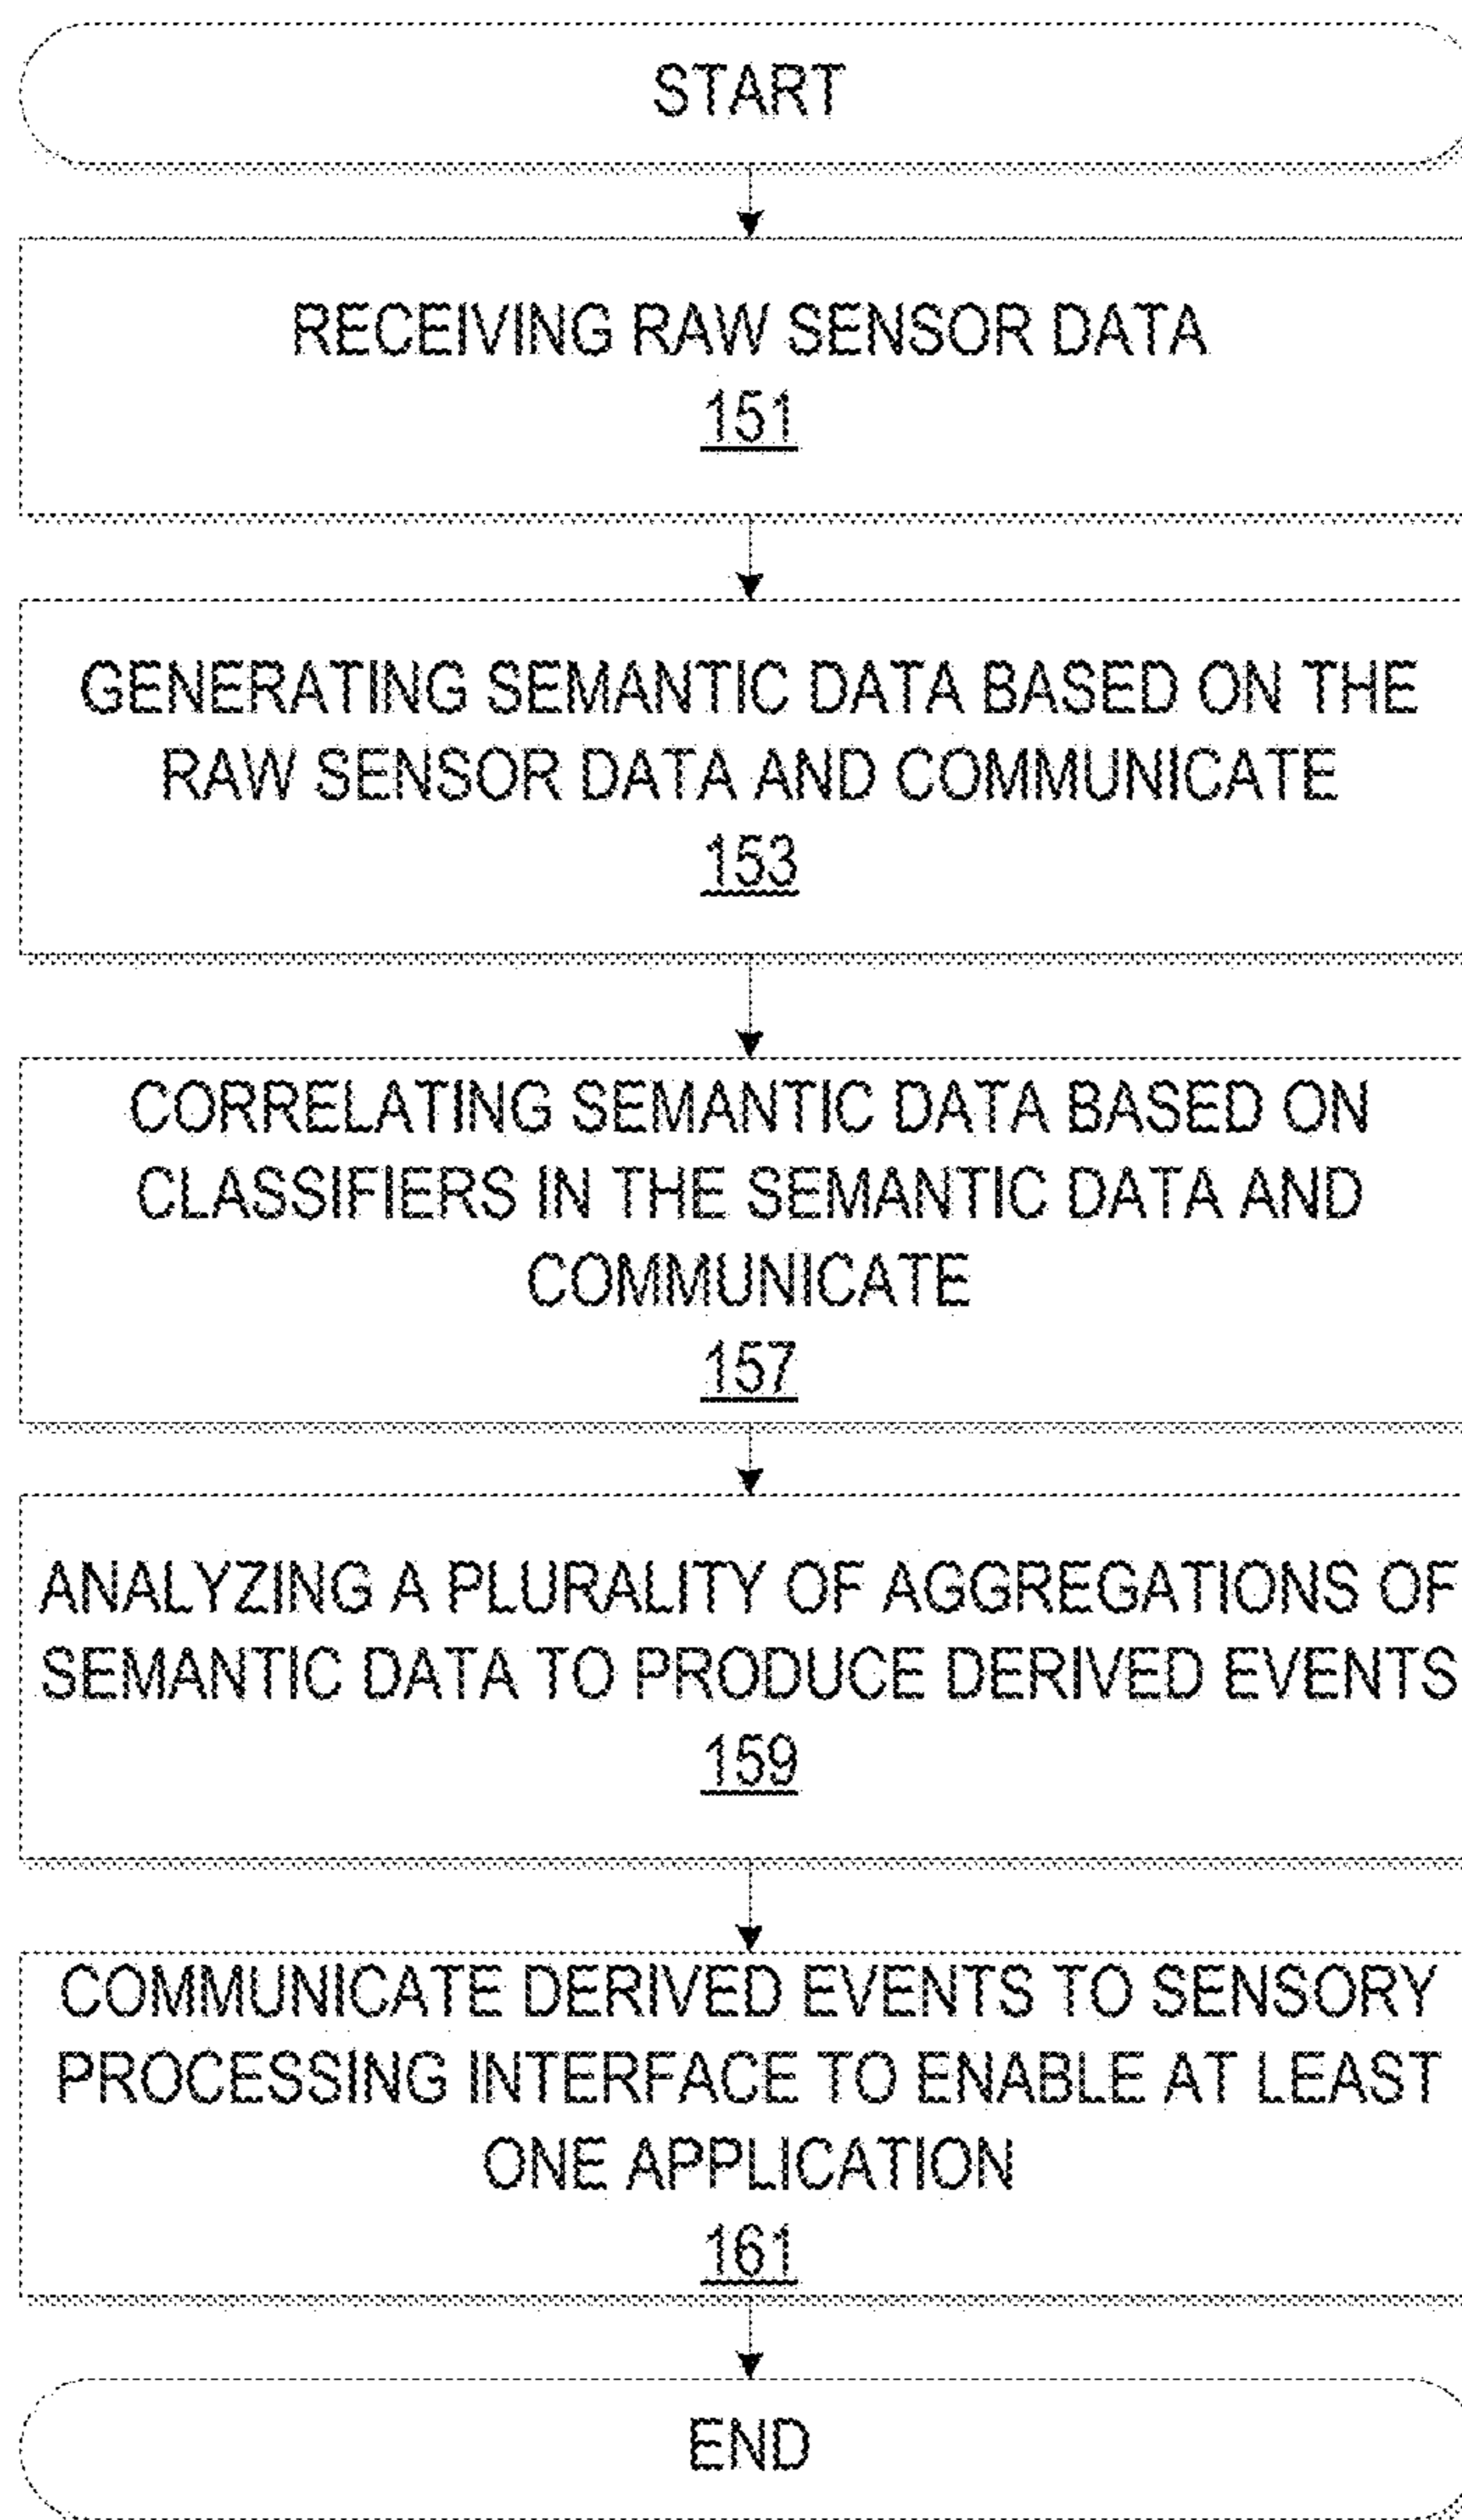 START
RECEIVING RAW SENSOR DATA
151
GENERATING SEMANTIC DATA BASED ON THE
RAW SENSOR DATA AND COMMUNICATE
153
CORRELATING SEMANTIC DATA BASED ON
CLASSIFIERS IN THE SEMANTIC DATA AND
COMMUNICATE
157
ANALYZING A PLURALITY OF AGGREGATIONS OF
SEMANTIC DATA TO PRODUCE DERIVED EVENTS
159
COMMUNICATE DERIVED EVENTS TO SENSORY
PROCESSING INTERFACE TO ENABLE AT LEAST
ONE APPLICATION
161
END